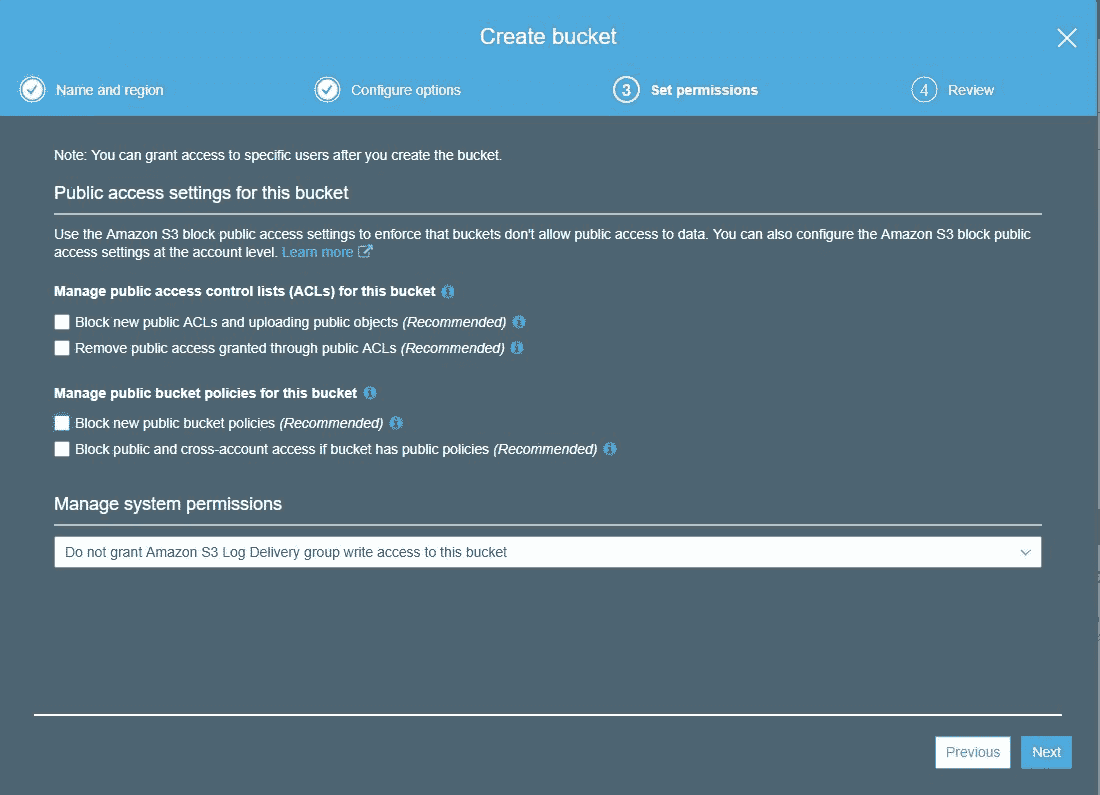 Create bucket
Name and region
Configure options
3 Set permissions
4 Review
Note: You can grant access to specific users after you create the bucket.
Public access settings for this bucket
Use the Amazon S3 block public access settings to enforce that buckets don't allow public access to data. You can also configure the Amazon S3 block public
access settings at the account level. Learn more
Manage public access control lists (ACLs) for this bucket
Block new public ACLs and uploading public objects (Recommended)
Remove public access granted through public ACLs (Recommended)
Manage public bucket policies for this bucket
Block new public bucket policies (Recommended)
Block public and cross-account access if bucket has public policies (Recommended)
Manage system permissions
Do not grant Amazon S3 Log Delivery group write access to this bucket
Previous
Next